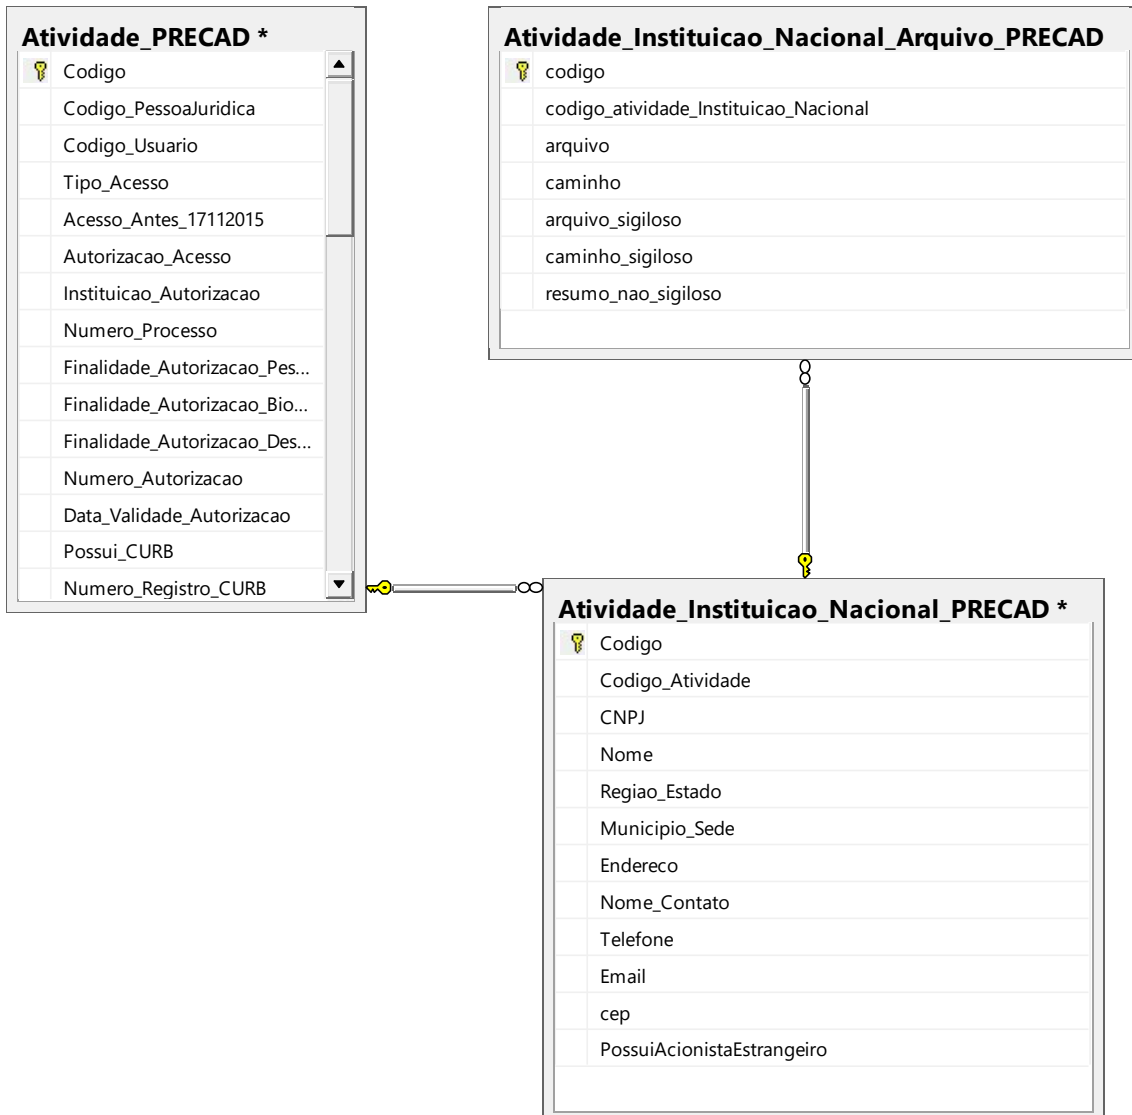 Atividade_PRECAD *
Codigo
Codigo_PessoaJuridica
Codigo_Usuario
Tipo_Acesso
Acesso_Antes_17112015
Autorizacao_Acesso
Instituicao_Autorizacao
Numero_Processo
Finalidade_Autorizacao_Pes...
Finalidade_Autorizacao_Bio...
Finalidade_Autorizacao_Des...
Numero_Autorizacao
Data_Validade_Autorizacao
Possui_CURB
Numero_Registro_CURB
Atividade_Instituicao_Nacional_Arquivo_PRECAD
codigo
codigo_atividade_Instituicao_Nacional
arquivo
caminho
arquivo_sigiloso
caminho_sigiloso
resumo_nao_sigiloso
Atividade_Instituicao_Nacional_PRECAD *
Codigo
Codigo_Atividade
CNPJ
Nome
Regiao_Estado
Municipio_Sede
Endereco
Nome_Contato
Telefone
Email
cep
PossuiAcionistaEstrangeiro